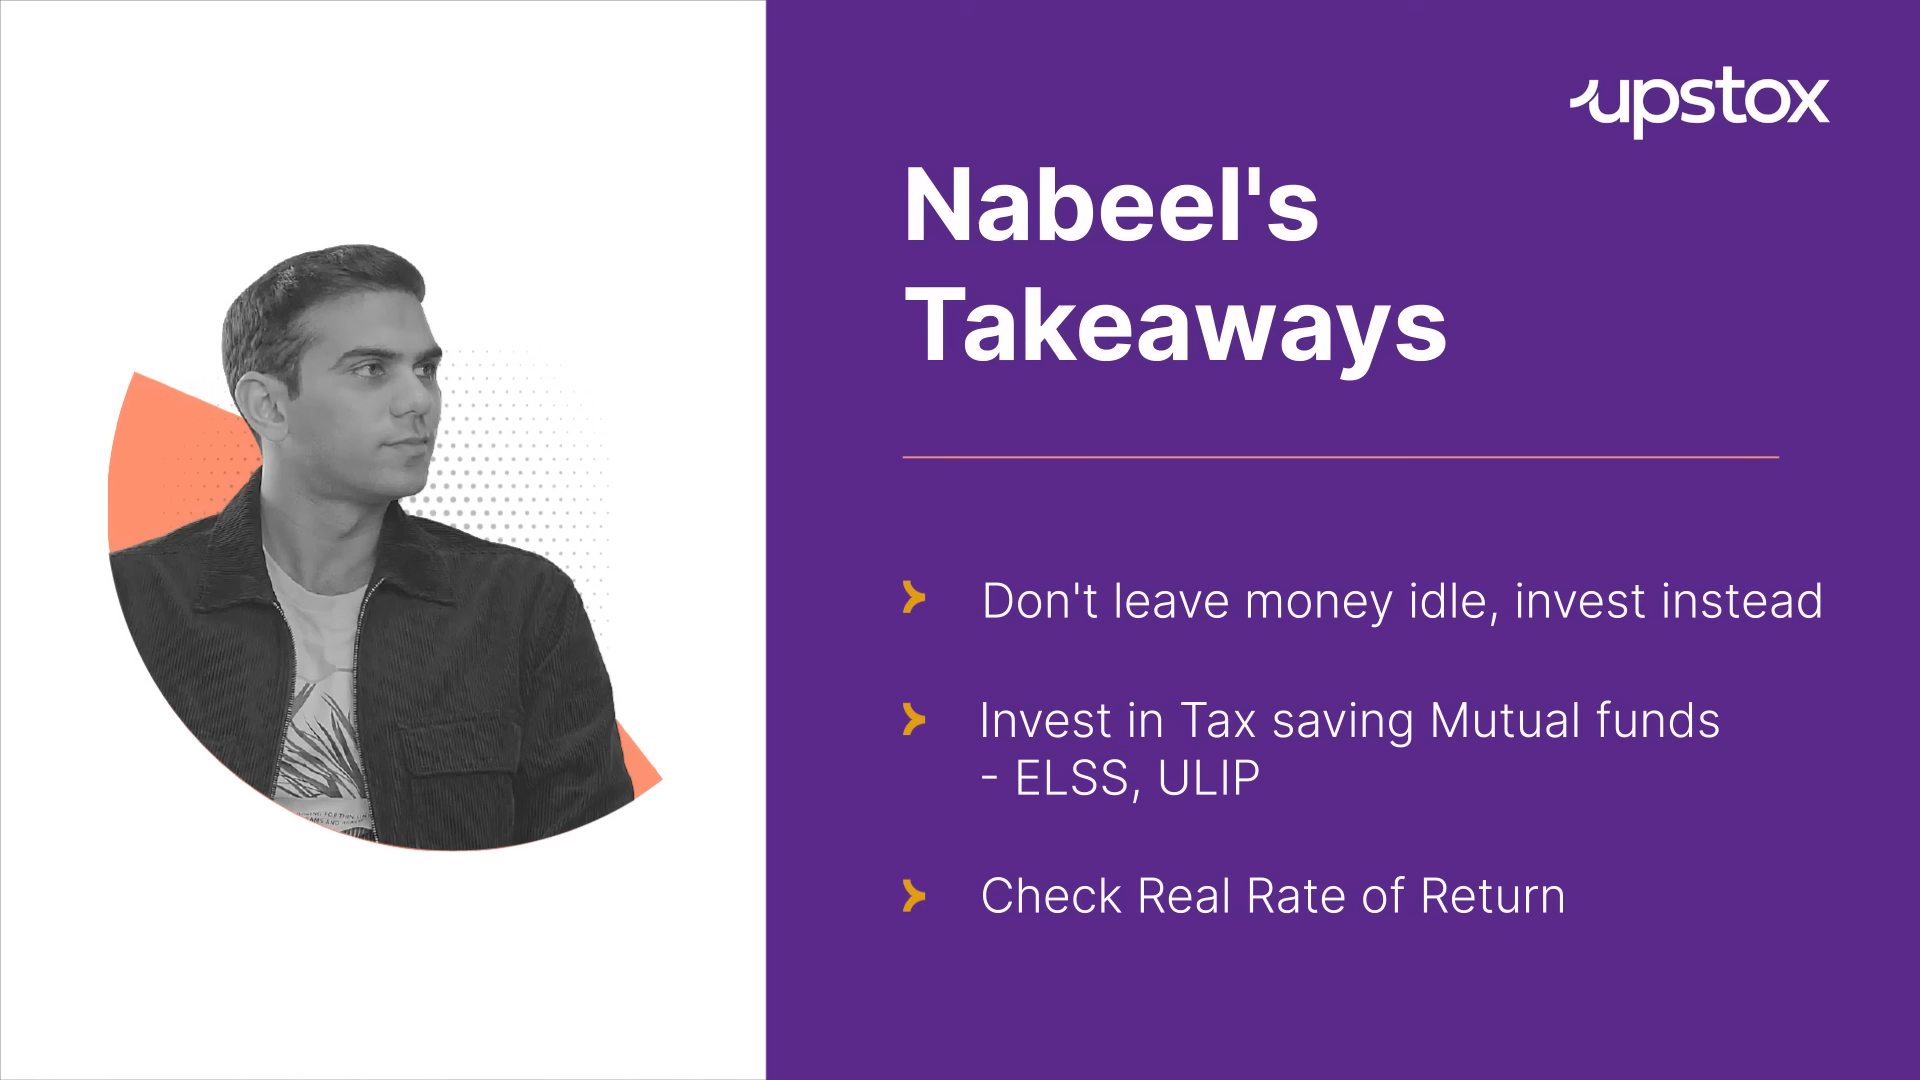 upstox
Nabeel's
Takeaways
Don't leave money idle, invest instead
Invest in Tax saving Mutual funds
- ELSS, ULIP
Check Real Rate of Return